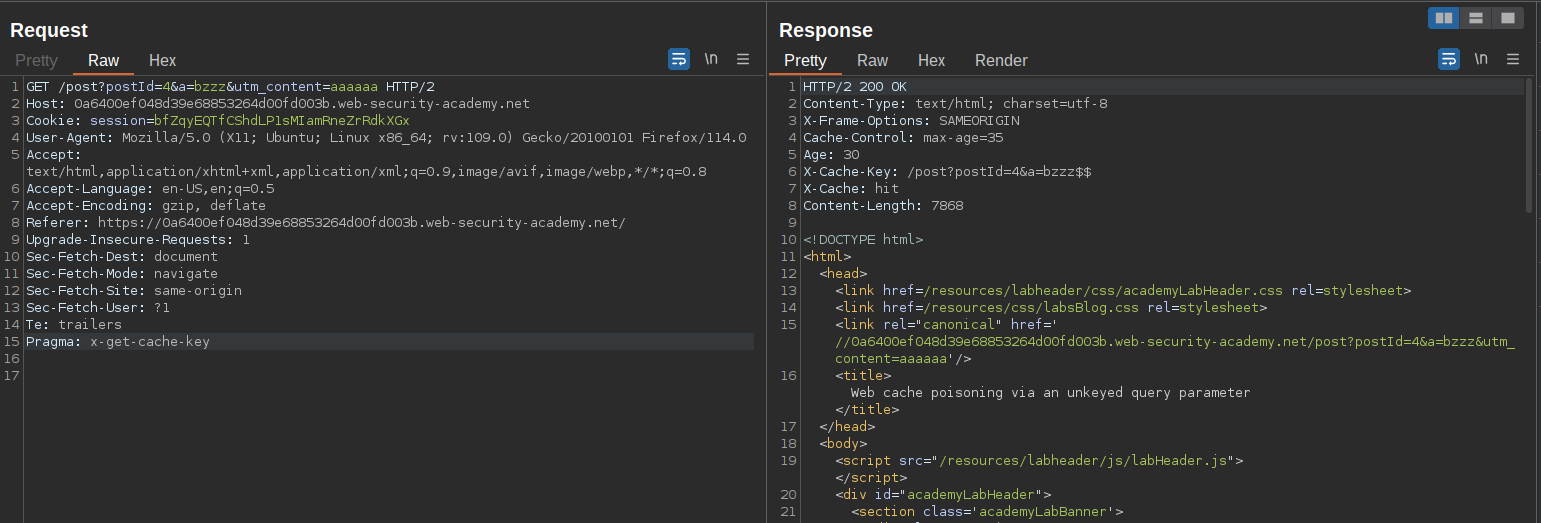 Request
Pretty Raw Hex
\n
1 GET /post?postId=4&a=bzzz&utm_content=aaaaaa HTTP/2
2 Host: 0a6400ef048d39e68853264d00fd003b.web-security-academy.net
3 Cookie: session=bfZqyEQTfCShdLP1sMIamRneZrRdkXGx
4 User-Agent: Mozilla/5.0 (X11; Ubuntu; Linux x86_64; rv:109.0) Gecko/20100101 Firefox/114.0
5 Accept:
text/html,application/xhtml+xml,application/xml;q=0.9,image/avif,image/webp,*/*;q=0.8
6 Accept-Language: en-US,en;q=0.5
7 Accept-Encoding: gzip, deflate
8 Referer: https://0a6400ef048d39e68853264d00fd003b.web-security-academy.net/
9 Upgrade-Insecure-Requests: 1
10 Sec-Fetch-Dest: document
11 Sec-Fetch-Mode: navigate
12 Sec-Fetch-Site: same-origin
13 Sec-Fetch-User: ?1
14 Te: trailers
15 Pragma: x-get-cache-key
16
17
Response
Pretty Raw Hex Render
\n
1 HTTP/2 200 OK
2 Content-Type: text/html; charset=utf-8
3 X-Frame-Options: SAMEORIGIN
4 Cache-Control: max-age=35
5 Age: 30
6 X-Cache-Key: /post?postId=4&a=bzzz$$
7 X-Cache: hit
8 Content-Length: 7868
9
10 <!DOCTYPE html>
11 <html>
12 <head>
13 <link href=/resources/labheader/css/academyLabHeader.css rel=stylesheet>
14 <link href=/resources/css/labsBlog.css rel=stylesheet>
15 <link rel="canonical" href='
//0a6400ef048d39e68853264d00fd003b.web-security-academy.net/post?postId=4&a=bzzz&utm_
content=aaaaaa'/>
16 <title>
Web cache poisoning via an unkeyed query parameter
</title>
17 </head>
18 <body>
19 <script src="/resources/labheader/js/labHeader.js">
</script>
20 <div id="academyLabHeader">
21 <section class='academyLabBanner'>